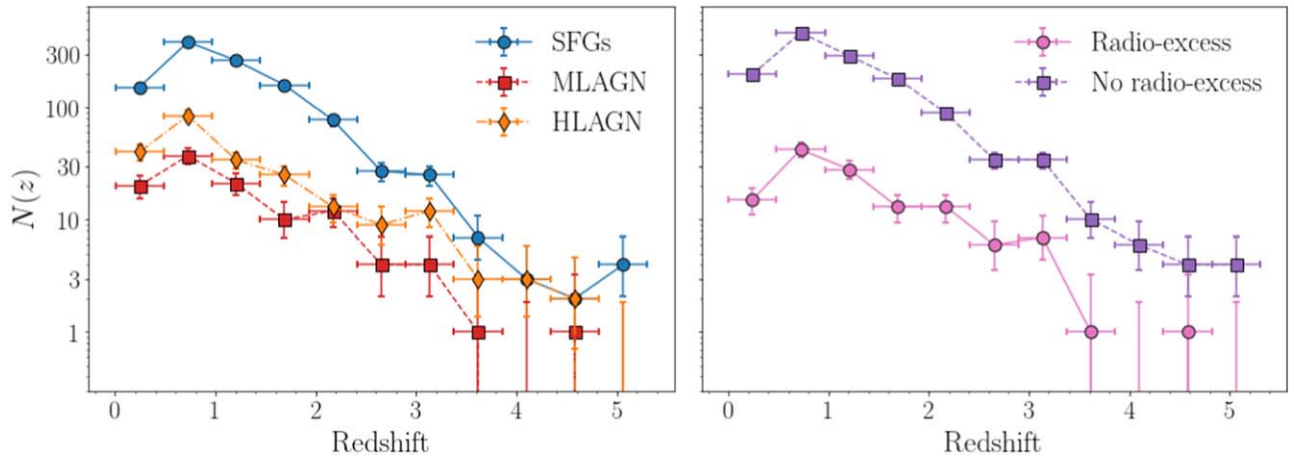 N(z)
300
100
30
10
3
1
SFGs
MLAGN
HLAGN
0 1 2 3 4 5
Redshift
Radio-excess
No radio-excess
0 1 2 3 4 5
Redshift